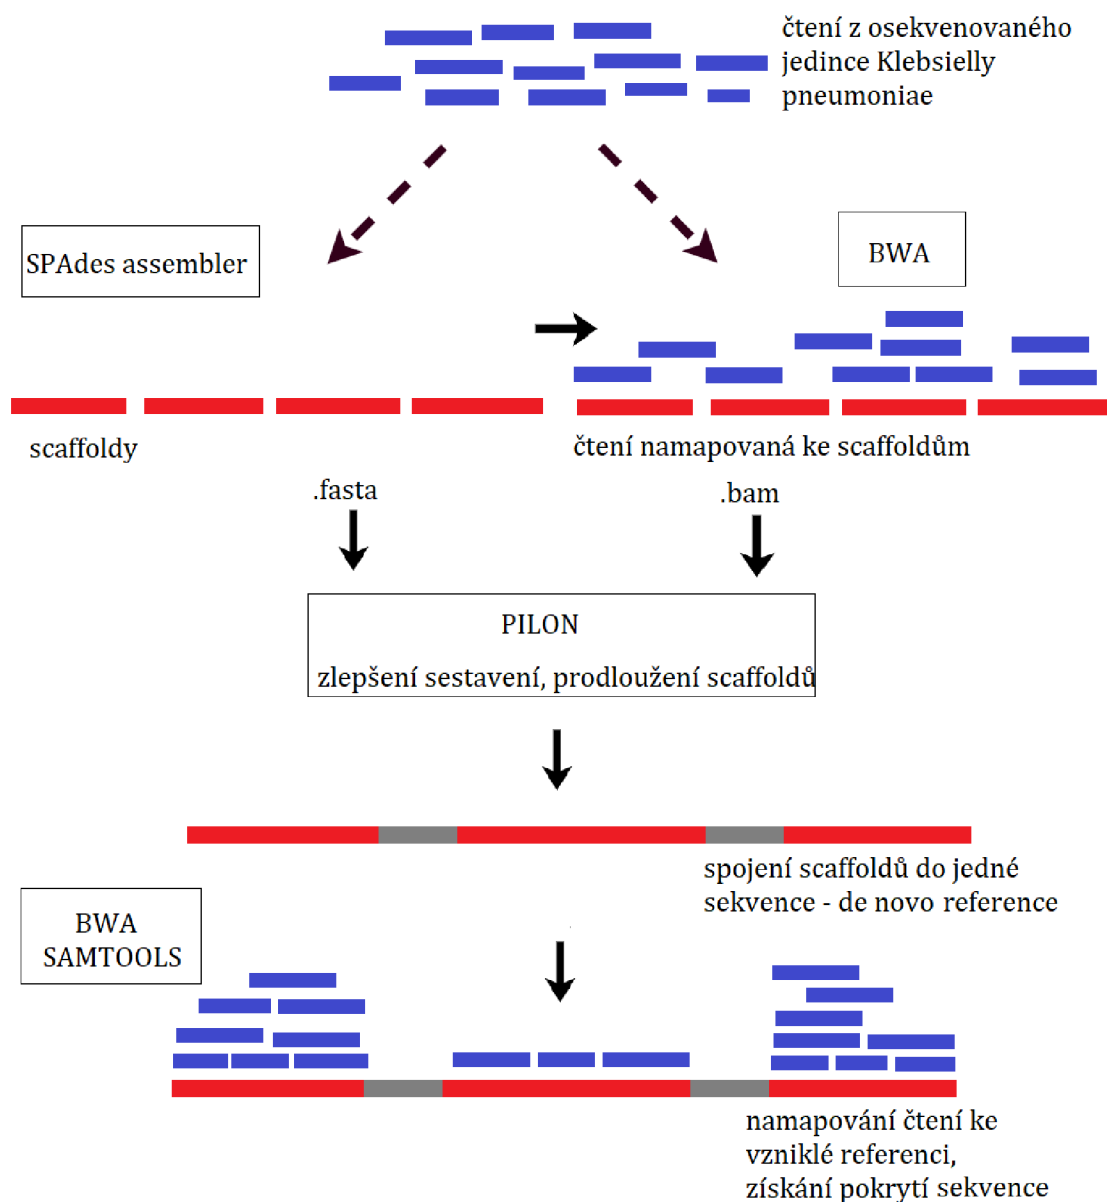 čtení z osekvenovaného
jedince Klebsielly
pneumoniae
SPAdes assembler
BWA
scaffoldy
čtení namapovaná ke scaffoldům
.fasta
.bam
PILON
zlepšení sestavení, prodloužení scaffoldů
spojení scaffoldů do jedné
sekvence - de novo reference
BWA
SAMTOOLS
namapování čtení ke
vzniklé referenci,
získání pokrytí sekvence